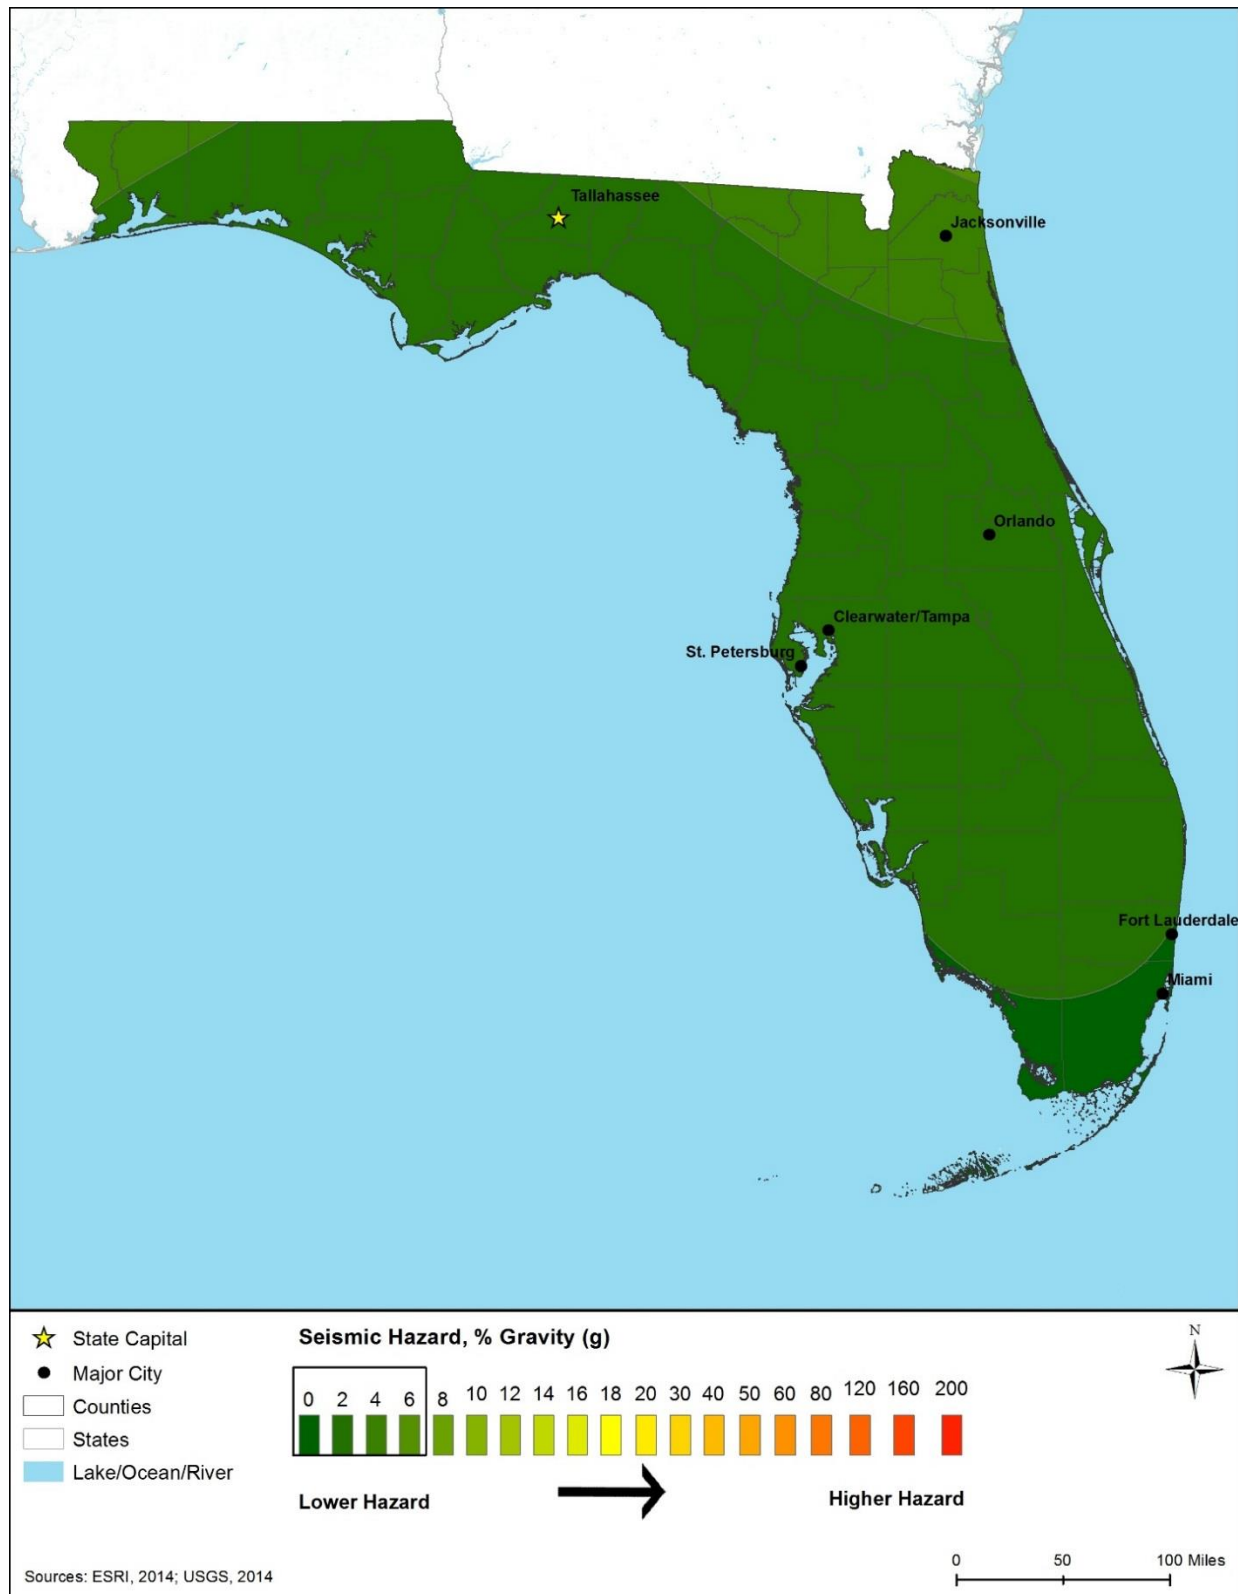 Tallahassee
Jacksonville
Orlando
Clearwater/Tampa
St. Petersburg
Fort Lauderdale
Miami
State Capital
Major City
Counties
States
Lake/Ocean/River
Seismic Hazard, % Gravity (g)
0 2 4 6 8 10 12 14 16 18 20 30 40 50 60 80 120 160 200
Lower Hazard Higher Hazard
N
0 50 100 Miles
Sources: ESRI, 2014; USGS, 2014